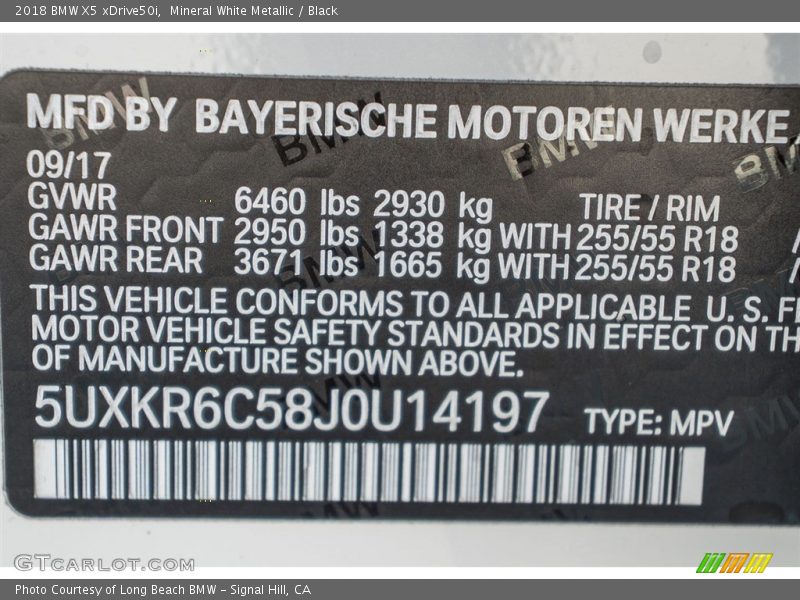 2018 BMW X5 xDrive50i, Mineral White Metallic / Black
MFD BY BAYERISCHE MOTOREN WERKE
09/17
GVWR 6460 lbs 2930 kg TIRE / RIM
GAWR FRONT 2950 lbs 1338 kg WITH 255/55 R18
GAWR REAR 3671 lbs 1665 kg WITH 255/55 R18
THIS VEHICLE CONFORMS TO ALL APPLICABLE U. S. FE
MOTOR VEHICLE SAFETY STANDARDS IN EFFECT ON TH
OF MANUFACTURE SHOWN ABOVE.
5UXKR6C58J0U14197 TYPE: MPV
GTCARLOT.COM
Photo Courtesy of Long Beach BMW - Signal Hill, CA